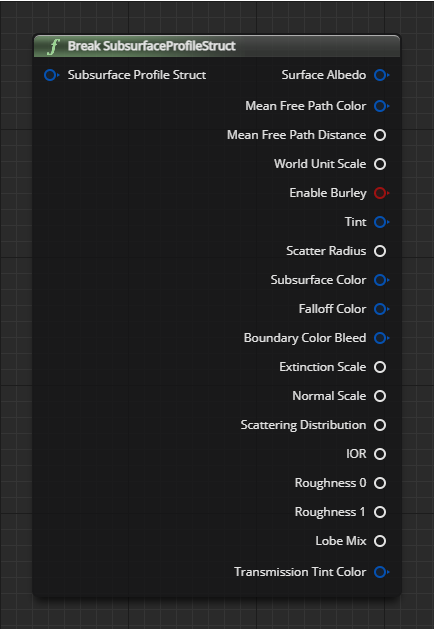 f Break SubsurfaceProfileStruct
Subsurface Profile Struct
Surface Albedo
Mean Free Path Color
Mean Free Path Distance
World Unit Scale
Enable Burley
Tint
Scatter Radius
Subsurface Color
Falloff Color
Boundary Color Bleed
Extinction Scale
Normal Scale
Scattering Distribution
IOR
Roughness 0
Roughness 1
Lobe Mix
Transmission Tint Color